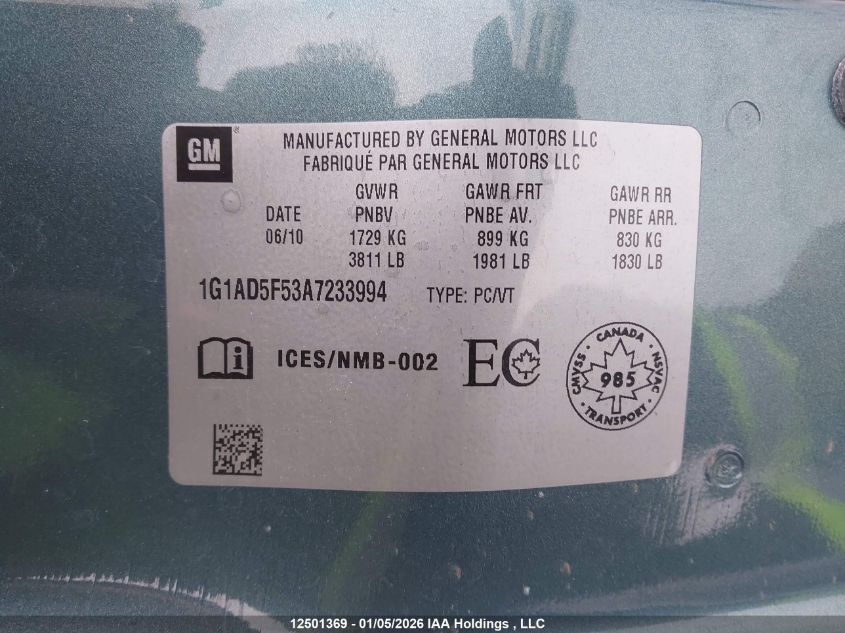 GM
MANUFACTURED BY GENERAL MOTORS LLC
FABRIQUÉ PAR GENERAL MOTORS LLC
GVWR GAWR FRT GAWR RR
DATE PNBV PNBE AV. PNBE ARR.
06/10 1729 KG 899 KG 830 KG
3811 LB 1981 LB 1830 LB
1G1AD5F53A7233994 TYPE: PC/VT
i ICES/NMB-002 EC
CANADA
CMVSS 985 NSVAC
TRANSPORT
12501369 - 01/05/2026 IAA Holdings , LLC